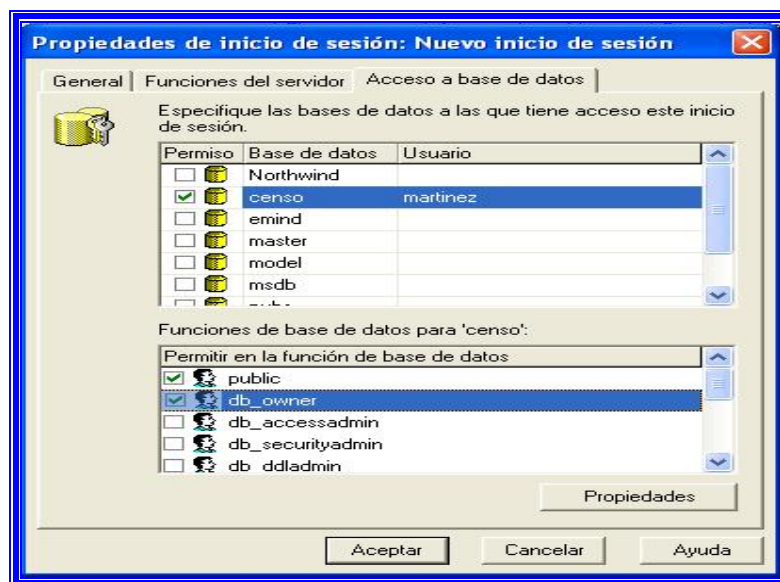 Propiedades de inicio de sesión: Nuevo inicio de sesión
General Funciones del servidor Acceso a base de datos
Especifique las bases de datos a las que tiene acceso este inicio
de sesión.
Permiso Base de datos Usuario
Northwind
censo martinez
emind
master
model
msdb
Funciones de base de datos para 'censo':
Permitir en la función de base de datos
public
db_owner
db_accessadmin
db_securityadmin
db_ddladmin
Propiedades
Aceptar Cancelar Ayuda